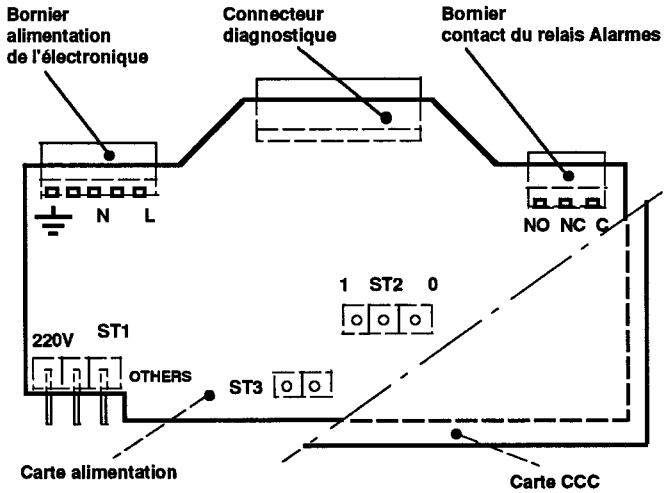 Bornier
alimentation
de l'électronique
Connecteur
diagnostique
Bornier
contact du relais Alarmes
N L
NO NC C
1 ST2 0
220V ST1
OTHERS
ST3
Carte alimentation
Carte CCC